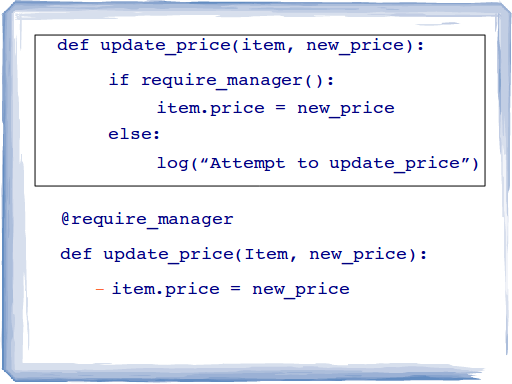 def update_price(item, new_price):
if require_manager():
item.price = new_price
else:
log(“Attempt to update_price”)
@require_manager
def update_price(Item, new_price):
– item.price = new_price